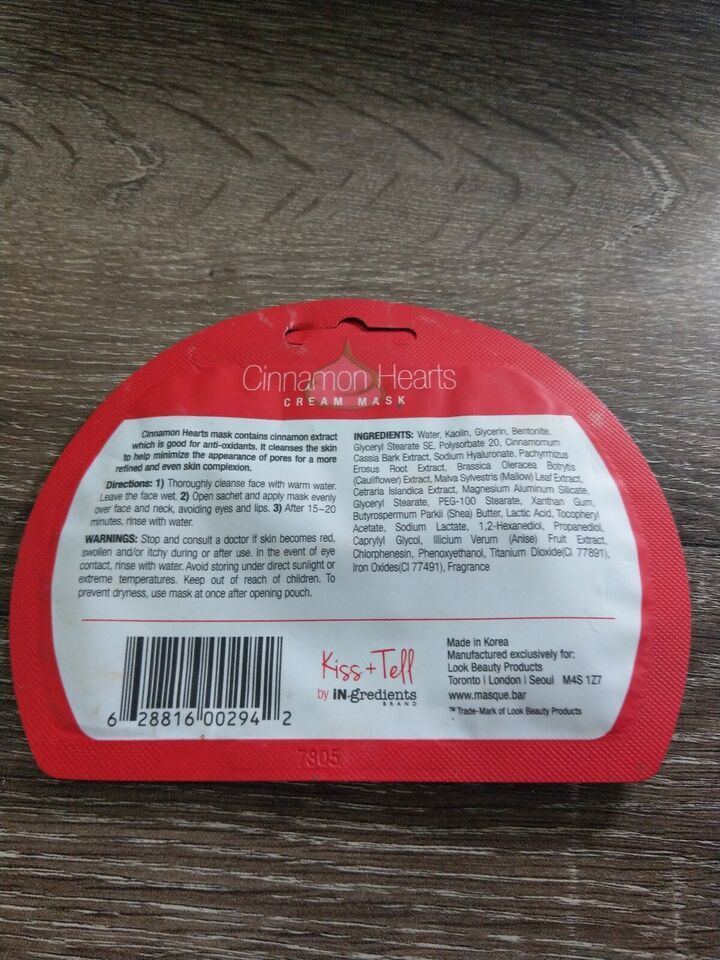 Cinnamon Hearts
CREAM MASK
Cinnamon Hearts mask contains cinnamon extract
which is good for anti-oxidants. It cleanses the skin
to help minimize the appearance of pores for a more
refined and even skin complexion.
Directions: 1) Thoroughly cleanse face with warm water.
Leave the face wet. 2) Open sachet and apply mask evenly
over face and neck, avoiding eyes and lips. 3) After 15-20
minutes, rinse with water.
WARNINGS: Stop and consult a doctor if skin becomes red,
swollen and/or itchy during or after use. In the event of eye
contact, rinse with water. Avoid storing under direct sunlight or
extreme temperatures. Keep out of reach of children. To
prevent dryness, use mask at once after opening pouch.
INGREDIENTS: Water, Kaolin, Glycerin, Bentonite,
Glyceryl Stearate SE, Polysorbate 20, Cinnamomum
Cassia Bark Extract, Sodium Hyaluronate, Pachyrrhizus
Erosus Root Extract, Brassica Oleracea Botrytis
(Cauliflower) Extract, Malva Sylvestris (Mallow) Leaf Extract,
Cetraria Islandica Extract, Magnesium Aluminum Silicate,
Glyceryl Stearate, PEG-100 Stearate, Xanthan Gum,
Butyrospermum Parkii (Shea) Butter, Lactic Acid, Tocopheryl
Acetate, Sodium Lactate, 1,2-Hexanediol, Propanediol,
Caprylyl Glycol, Illicium Verum (Anise) Fruit Extract,
Chlorphenesin, Phenoxyethanol, Titanium Dioxide(CI 77891),
Iron Oxides(CI 77491), Fragrance
6 28816 00294 2
Kiss + Tell
by iN.gredients
BRAND
Made in Korea
Manufactured exclusively for:
Look Beauty Products
Toronto | London | Seoul M4S 1Z7
www.masque.bar
™ Trade-Mark of Look Beauty Products
7305